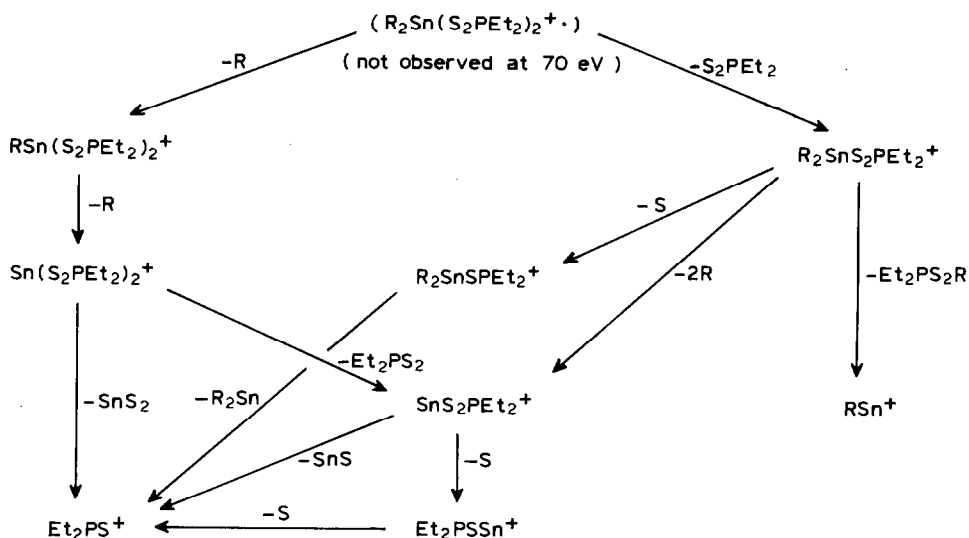 (R₂Sn(S₂PEt₂)₂⁺·)
(not observed at 70 eV)
-R
-S₂PEt₂
RSn(S₂PEt₂)₂⁺
R₂SnS₂PEt₂⁺
-R
-S
-2R
-Et₂PS₂R
Sn(S₂PEt₂)₂⁺
R₂SnSPEt₂⁺
-Et₂PS₂
-SnS₂
-R₂Sn
SnS₂PEt₂⁺
RSn⁺
-SnS
-S
Et₂PS⁺
-S
Et₂PSSn⁺